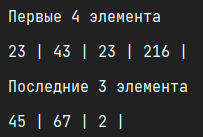 Первые 4 элемента
23 | 43 | 23 | 216 |
Последние 3 элемента
45 | 67 | 2 |